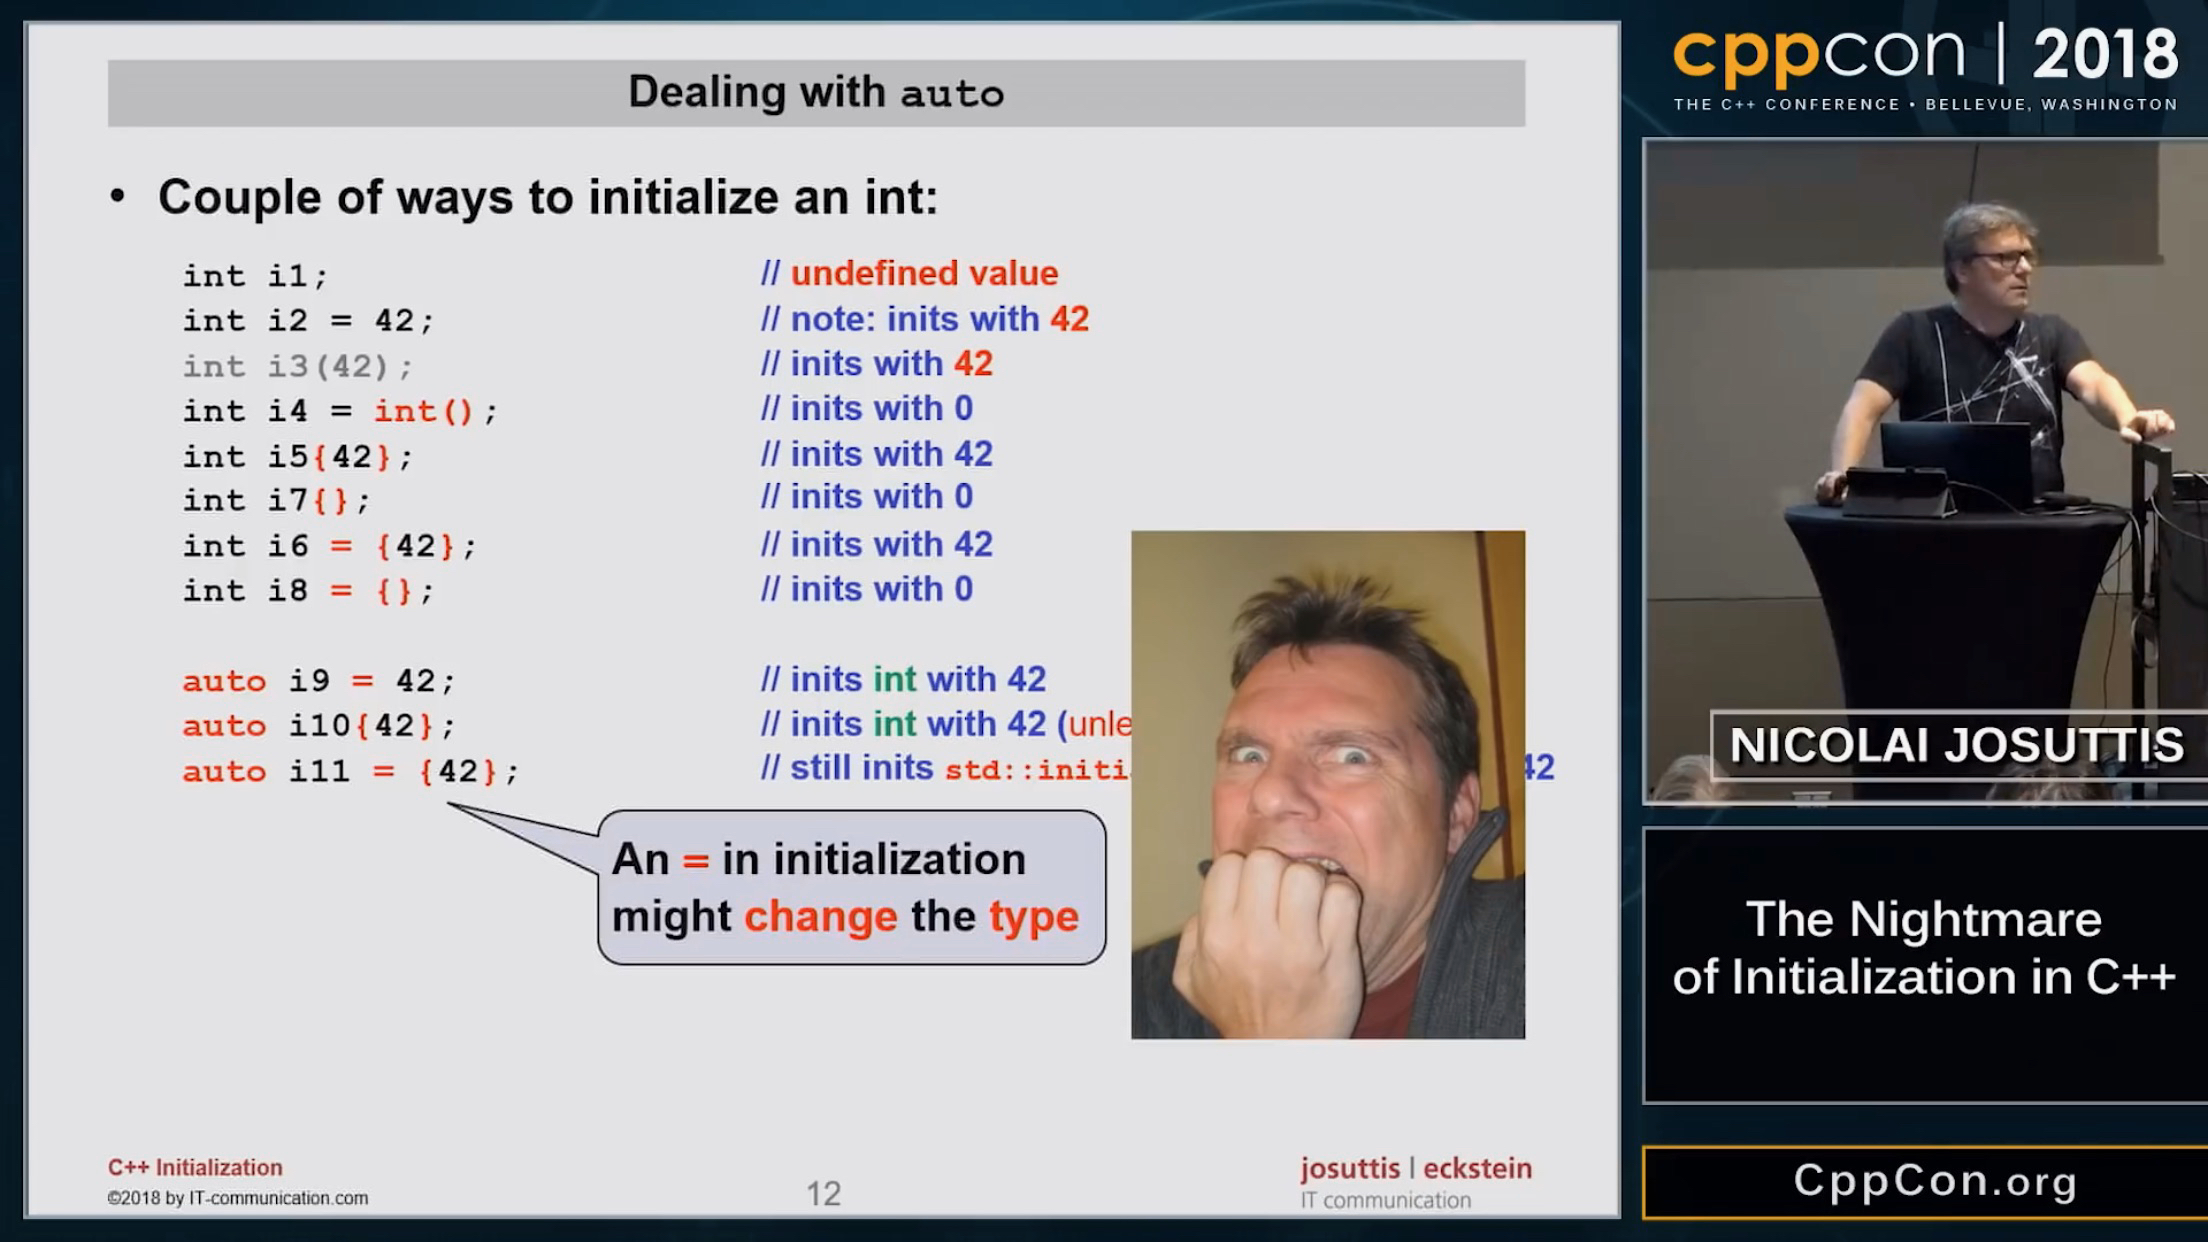 Dealing with auto
• Couple of ways to initialize an int:
int i1; // undefined value
int i2 = 42; // note: inits with 42
int i3(42); // inits with 42
int i4 = int(); // inits with 0
int i5{42}; // inits with 42
int i7{}; // inits with 0
int i6 = {42}; // inits with 42
int i8 = {}; // inits with 0
auto i9 = 42; // inits int with 42
auto i10{42}; // inits int with 42 (
auto i11 = {42}; // still inits 42
An = in initialization
might change the type
C++ Initialization
©2018 by IT-communication.com
12
josuttis | eckstein
IT communication
cppcon | 2018
THE C++ CONFERENCE • BELLEVUE, WASHINGTON
NICOLAI JOSUTTIS
The Nightmare
of Initialization in C++
CppCon.org